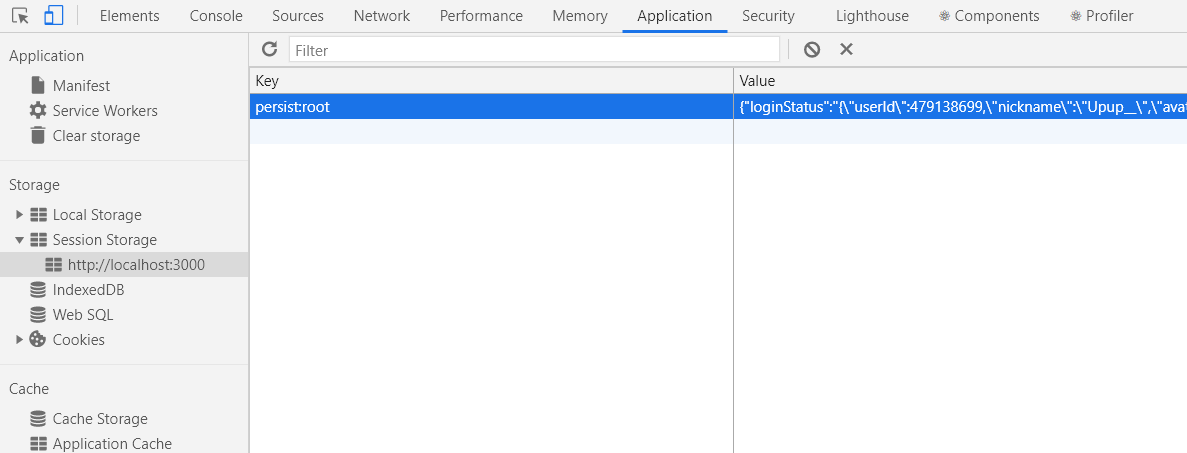 Elements Console Sources Network Performance Memory Application Security Lighthouse Components Profiler
Application
Manifest
Service Workers
Clear storage
Storage
Local Storage
Session Storage
http://localhost:3000
IndexedDB
Web SQL
Cookies
Cache
Cache Storage
Application Cache
Filter
Key Value
persist:root {"loginStatus":"{\"userId\":479138699,\"nickname\":\"Upup__\",\"ava